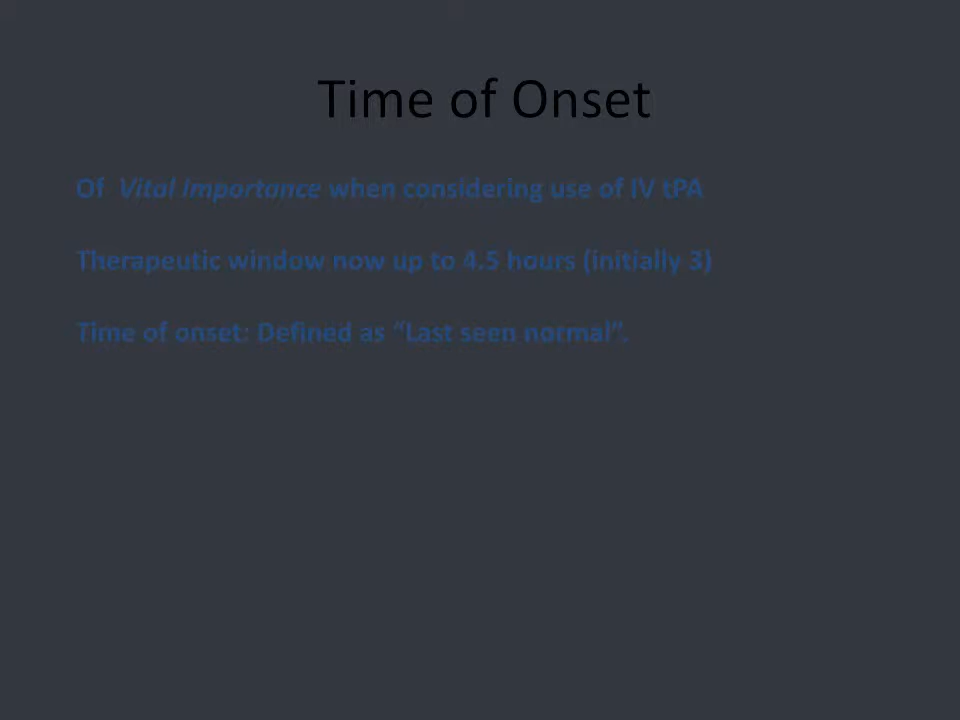 Time of Onset
Of Vital Importance when considering use of IV tPA
Therapeutic window now up to 4.5 hours (initially 3)
Time of onset: Defined as “Last seen normal”.